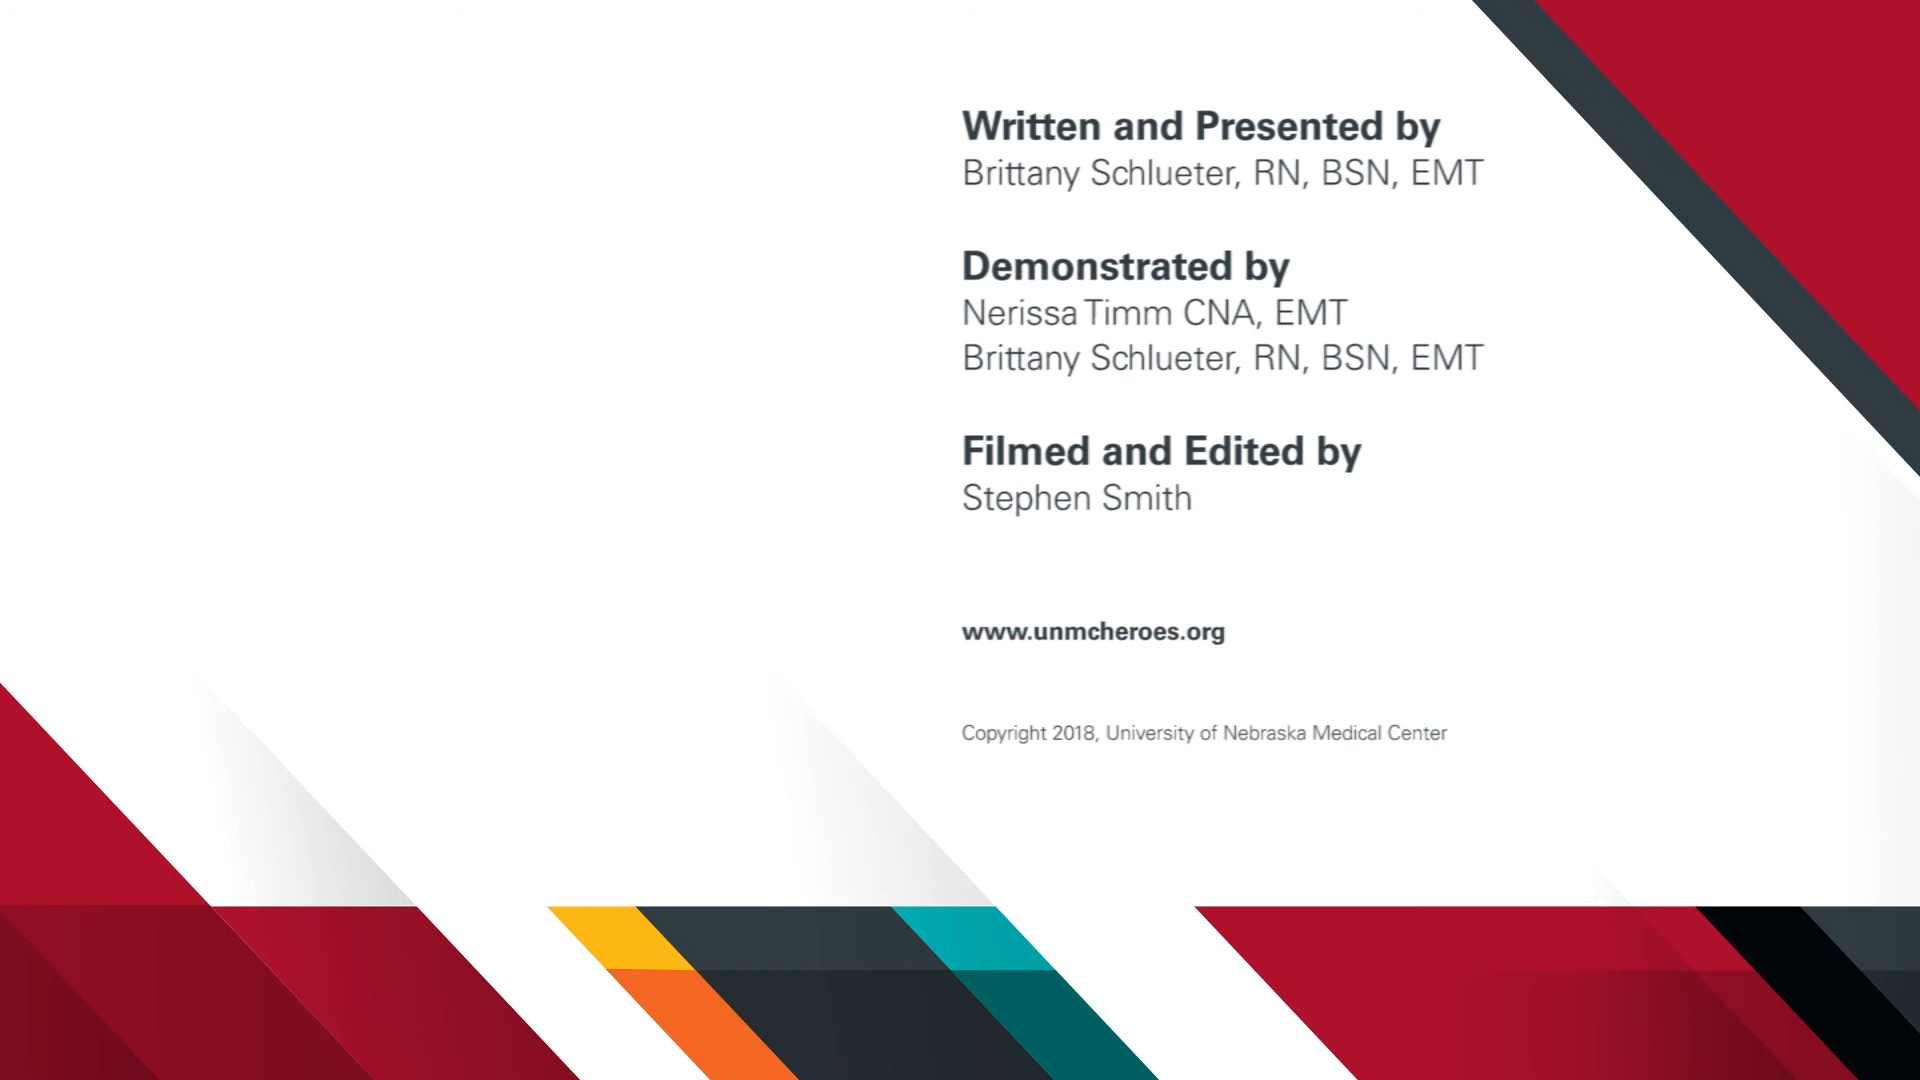 Written and Presented by
Brittany Schlueter, RN, BSN, EMT
Demonstrated by
Nerissa Timm CNA, EMT
Brittany Schlueter, RN, BSN, EMT
Filmed and Edited by
Stephen Smith
www.unmcheroes.org
Copyright 2018, University of Nebraska Medical Center